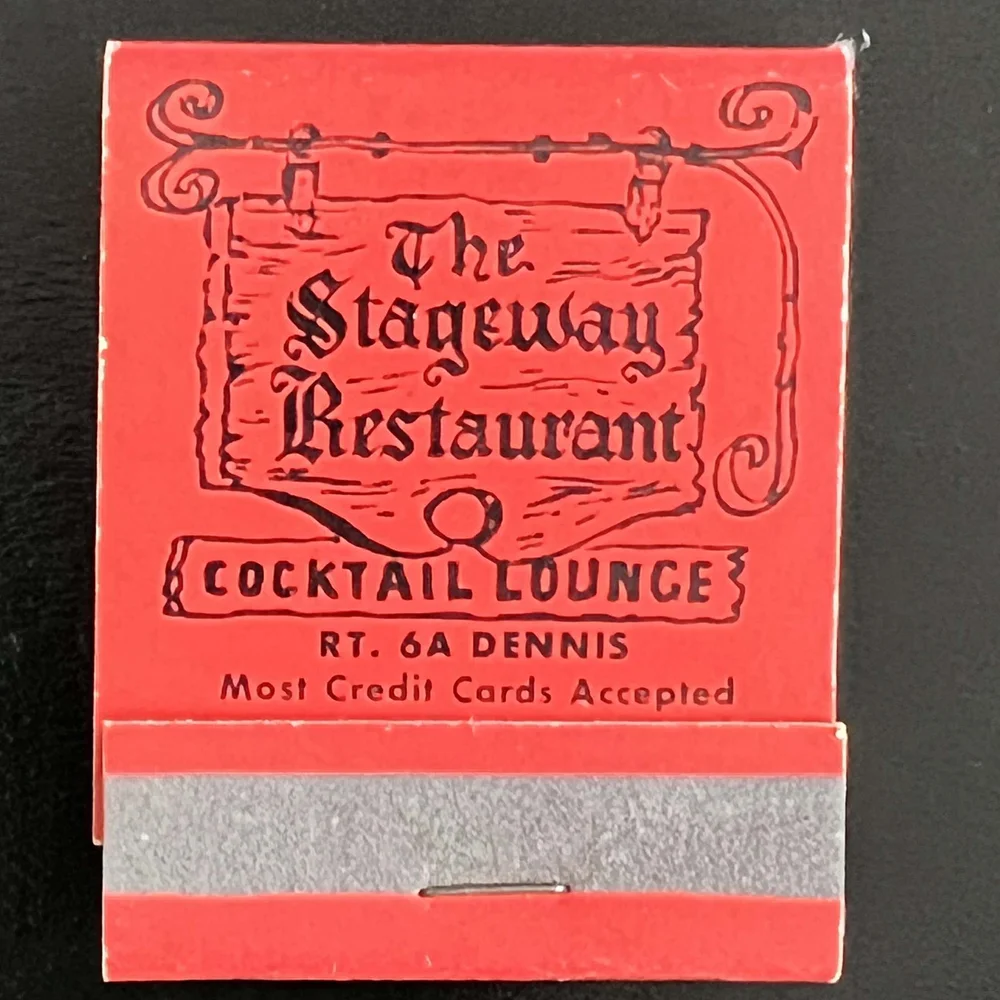 The
Stageway
Restaurant
COCKTAIL LOUNGE
RT. 6A DENNIS
Most Credit Cards Accepted